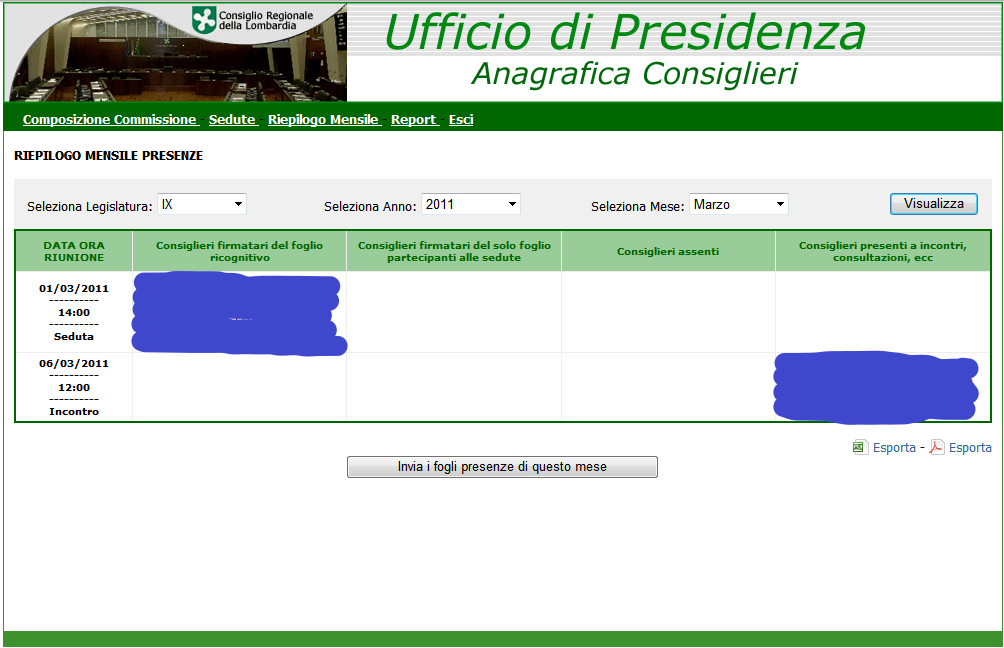 Consiglio Regionale
della Lombardia
Ufficio di Presidenza
Anagrafica Consiglieri
Composizione Commissione - Sedute - Riepilogo Mensile - Report - Esci
RIEPILOGO MENSILE PRESENZE
Seleziona Legislatura: IX Seleziona Anno: 2011 Seleziona Mese: Marzo Visualizza
DATA ORA
RIUNIONE
Consiglieri firmatari del foglio
ricognitivo
Consiglieri firmatari del solo foglio
partecipanti alle sedute
Consiglieri assenti
Consiglieri presenti a incontri,
consultazioni, ecc
01/03/2011
----------
14:00
----------
Seduta
06/03/2011
----------
12:00
----------
Incontro
Esporta - Esporta
Invia i fogli presenze di questo mese